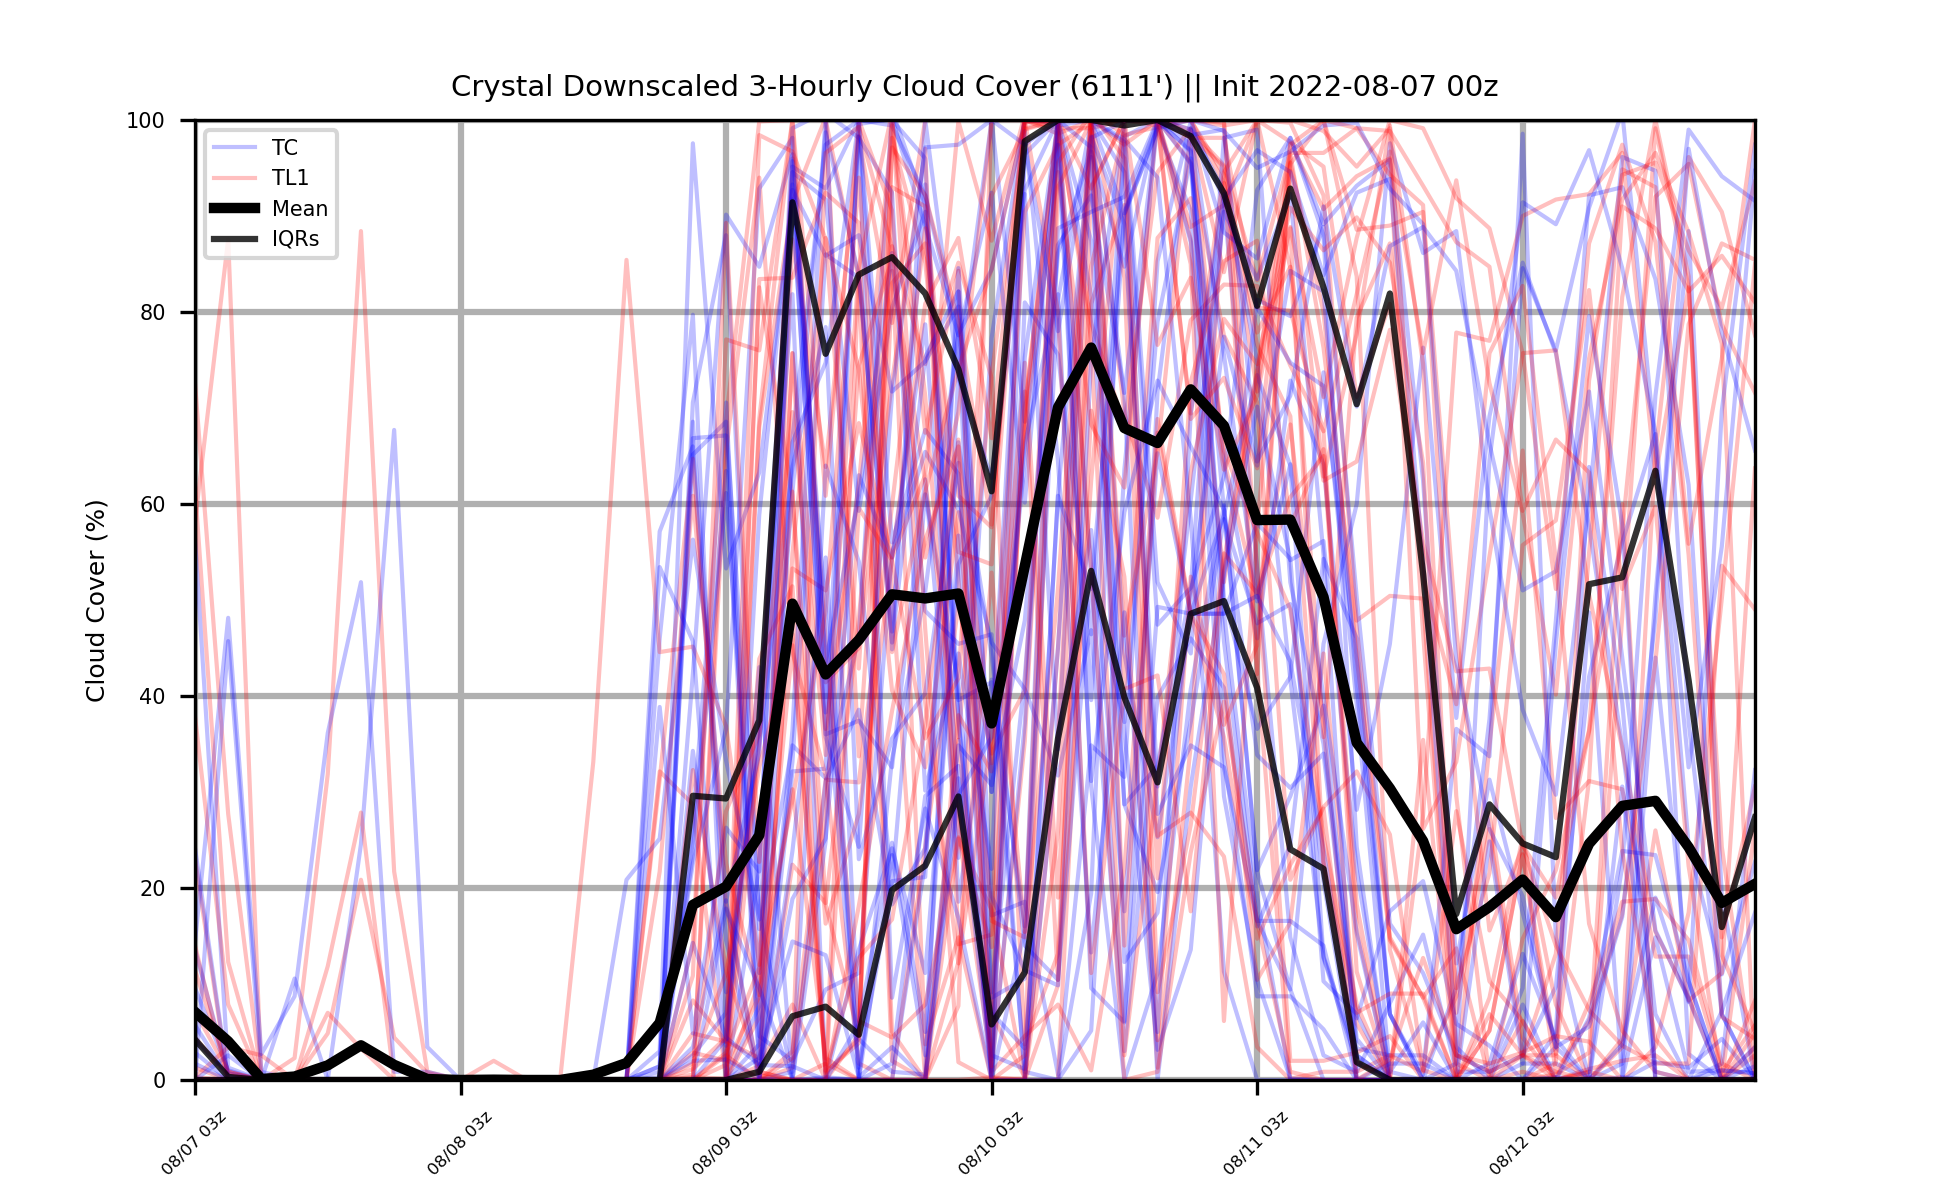 Crystal Downscaled 3-Hourly Cloud Cover (6111') || Init 2022-08-07 00z
100
80
60
40
20
0
Cloud Cover (%)
TC
TL1
Mean
IQRs
08/07 03z
08/08 03z
08/09 03z
08/10 03z
08/11 03z
08/12 03z